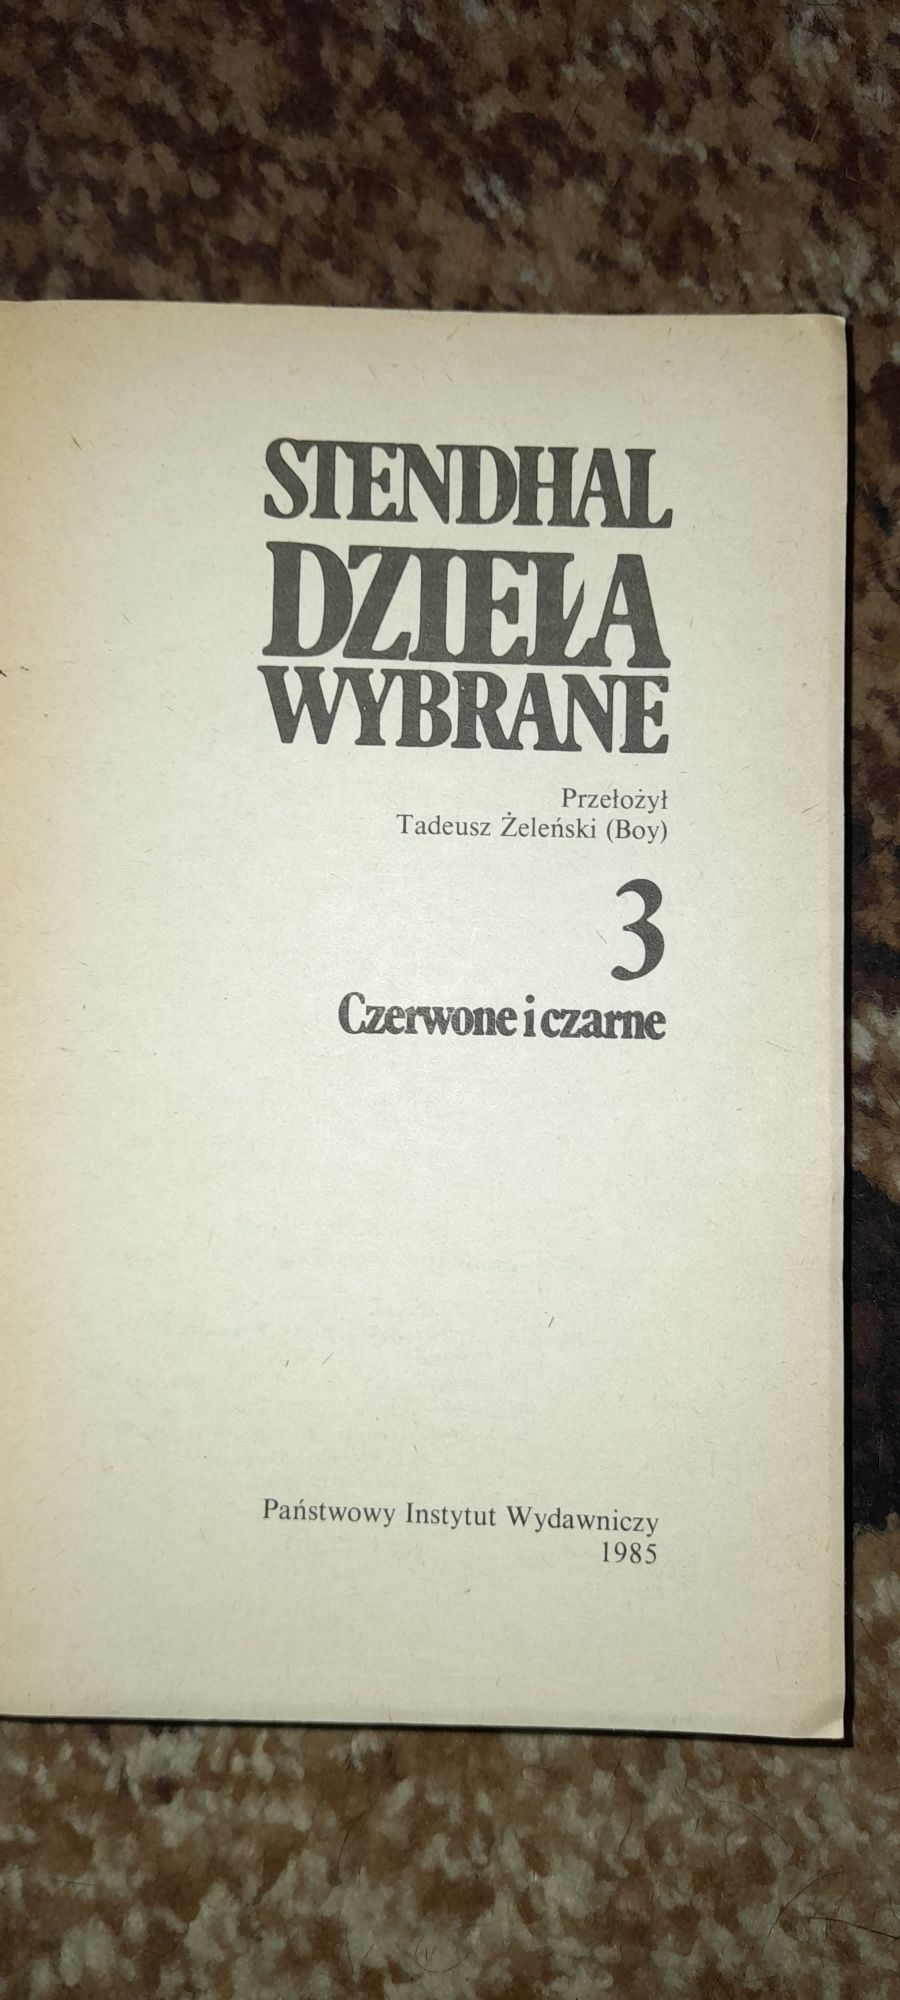 STENDHAL
DZIEŁA
WYBRANE
Przełożył
Tadeusz Żeleński (Boy)
3
Czerwone i czarne
Państwowy Instytut Wydawniczy
1985